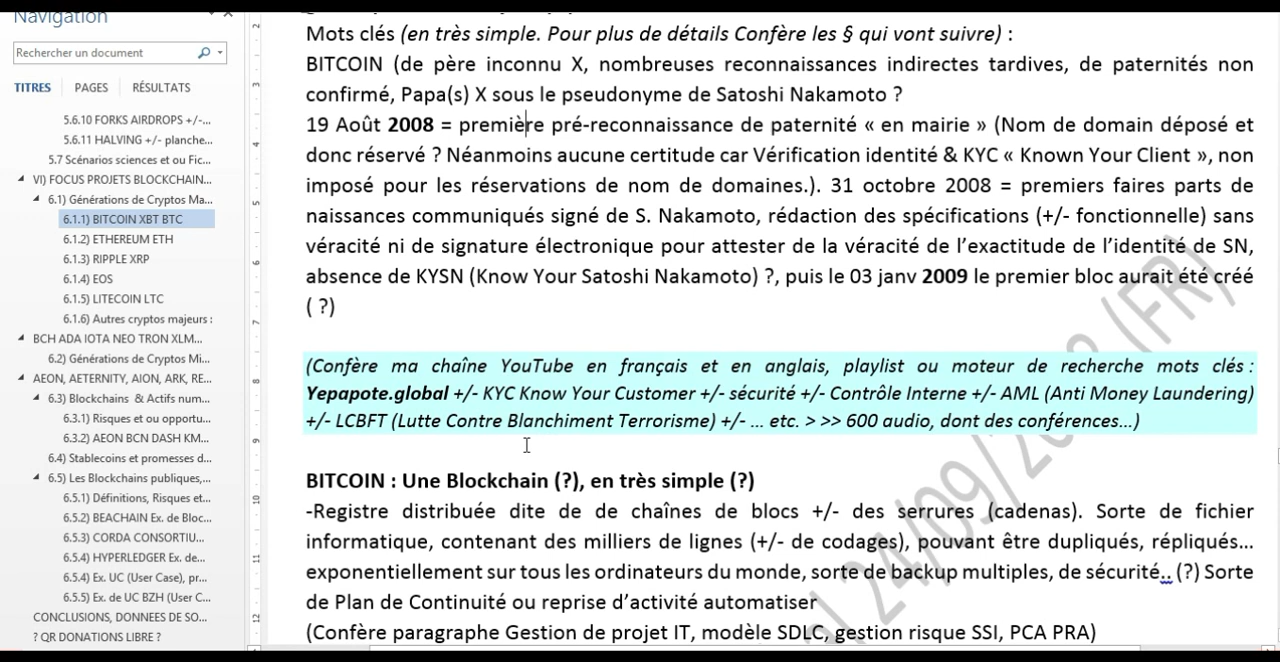 Navigation
Rechercher un document
TITRES PAGES RÉSULTATS
5.6.10 FORKS AIRDROPS +/-...
5.6.11 HALVING +/- planche...
5.7 Scénarios sciences et ou Fic...
VI) FOCUS PROJETS BLOCKCHAIN...
6.1) Générations de Cryptos Ma...
6.1.1) BITCOIN XBT BTC
6.1.2) ETHEREUM ETH
6.1.3) RIPPLE XRP
6.1.4) EOS
6.1.5) LITECOIN LTC
6.1.6) Autres cryptos majeurs :
BCH ADA IOTA NEO TRON XLM...
6.2) Générations de Cryptos Mi...
AEON, AETERNITY, AION, ARK, RE...
6.3) Blockchains & Actifs num...
6.3.1) Risques et ou opportu...
6.3.2) AEON BCN DASH KM...
6.4) Stablecoins et promesses d...
6.5) Les Blockchains publiques,...
6.5.1) Définitions, Risques et...
6.5.2) BEACHAIN Ex. de Bloc...
6.5.3) CORDA CONSORTIU...
6.5.4) HYPERLEDGER Ex. de...
6.5.4) Ex. UC (User Case), pr...
6.5.5) Ex. de UC BZH (User C...
CONCLUSIONS, DONNEES DE SO...
? QR DONATIONS LIBRE ?
Mots clés (en très simple. Pour plus de détails Confère les § qui vont suivre) :
BITCOIN (de père inconnu X, nombreuses reconnaissances indirectes tardives, de paternités non
confirmé, Papa(s) X sous le pseudonyme de Satoshi Nakamoto ?
19 Août 2008 = première pré-reconnaissance de paternité « en mairie » (Nom de domain déposé et
donc réservé ? Néanmoins aucune certitude car Vérification identité & KYC « Known Your Client », non
imposé pour les réservations de nom de domaines.). 31 octobre 2008 = premiers faires parts de
naissances communiqués signé de S. Nakamoto, rédaction des spécifications (+/- fonctionnelle) sans
véracité ni de signature électronique pour attester de la véracité de l’exactitude de l’identité de SN,
absence de KYSN (Know Your Satoshi Nakamoto) ?, puis le 03 janv 2009 le premier bloc aurait été créé
( ?)
(Confère ma chaîne YouTube en français et en anglais, playlist ou moteur de recherche mots clés :
Yepapote.global +/- KYC Know Your Customer +/- sécurité +/- Contrôle Interne +/- AML (Anti Money Laundering)
+/- LCBFT (Lutte Contre Blanchiment Terrorisme) +/- ... etc. > >> 600 audio, dont des conférences...)
BITCOIN : Une Blockchain (?), en très simple (?)
-Registre distribuée dite de de chaînes de blocs +/- des serrures (cadenas). Sorte de fichier
informatique, contenant des milliers de lignes (+/- de codages), pouvant être dupliqués, répliqués...
exponentiellement sur tous les ordinateurs du monde, sorte de backup multiples, de sécurité.. (?) Sorte
de Plan de Continuité ou reprise d’activité automatiser
(Confère paragraphe Gestion de projet IT, modèle SDLC, gestion risque SSI, PCA PRA)